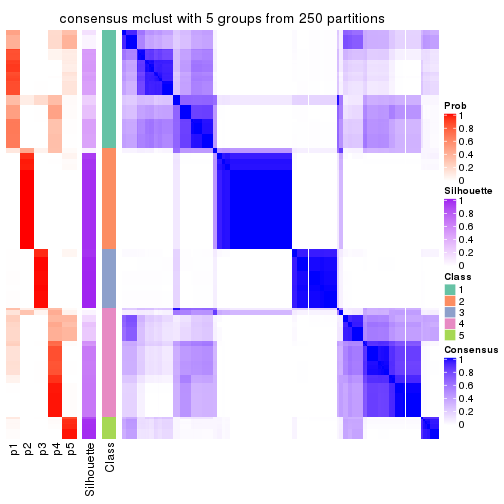 consensus mclust with 5 groups from 250 partitions
Prob
1
0.8
0.6
0.4
0.2
0
Silhouette
1
0.8
0.6
0.4
0.2
0
Class
1
2
3
4
5
Consensus
1
0.8
0.6
0.4
0.2
0
p1
p2
p3
p4
p5
Silhouette
Class